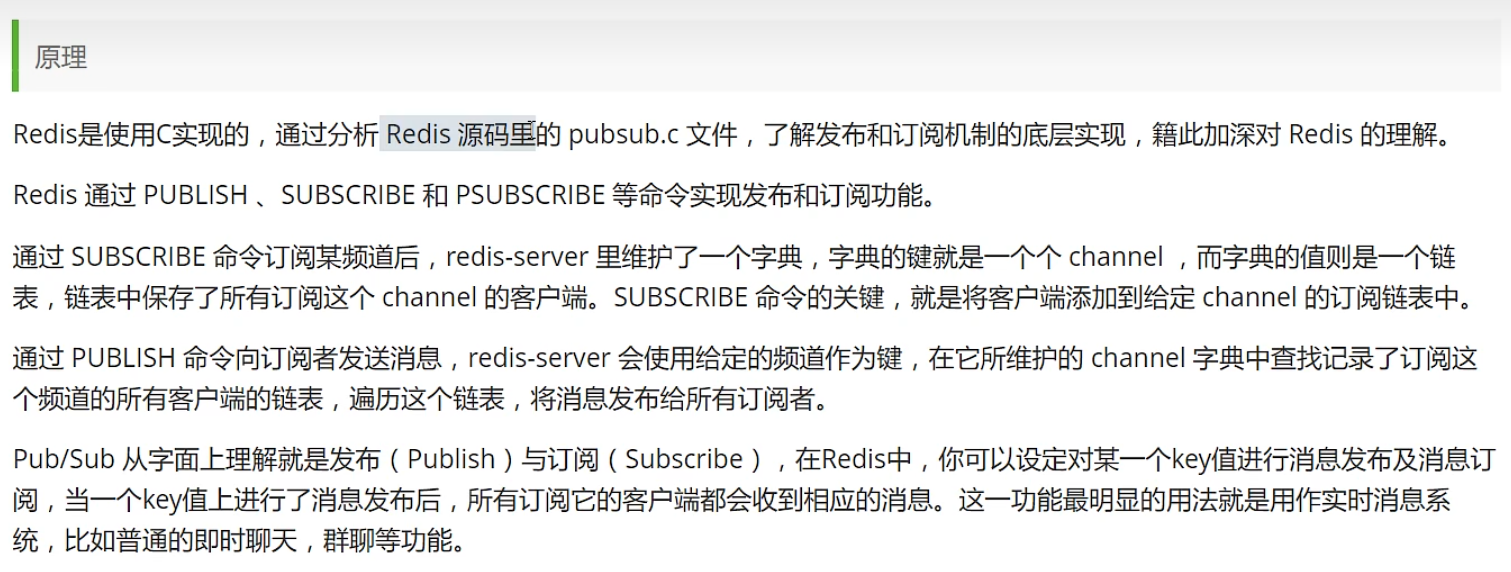 原理
Redis是使用C实现的，通过分析 Redis 源码里的 pubsub.c 文件，了解发布和订阅机制的底层实现，籍此加深对 Redis 的理解。
Redis 通过 PUBLISH 、SUBSCRIBE 和 PSUBSCRIBE 等命令实现发布和订阅功能。
通过 SUBSCRIBE 命令订阅某频道后，redis-server 里维护了一个字典，字典的键就是一个个 channel ，而字典的值则是一个链
表，链表中保存了所有订阅这个 channel 的客户端。SUBSCRIBE 命令的关键，就是将客户端添加到给定 channel 的订阅链表中。
通过 PUBLISH 命令向订阅者发送消息，redis-server 会使用给定的频道作为键，在它所维护的 channel 字典中查找记录了订阅这
个频道的所有客户端的链表，遍历这个链表，将消息发布给所有订阅者。
Pub/Sub 从字面上理解就是发布（Publish）与订阅（Subscribe），在Redis中，你可以设定对某一个key值进行消息发布及消息订
阅，当一个key值上进行了消息发布后，所有订阅它的客户端都会收到相应的消息。这一功能最明显的用法就是用作实时消息系
统，比如普通的即时聊天，群聊等功能。